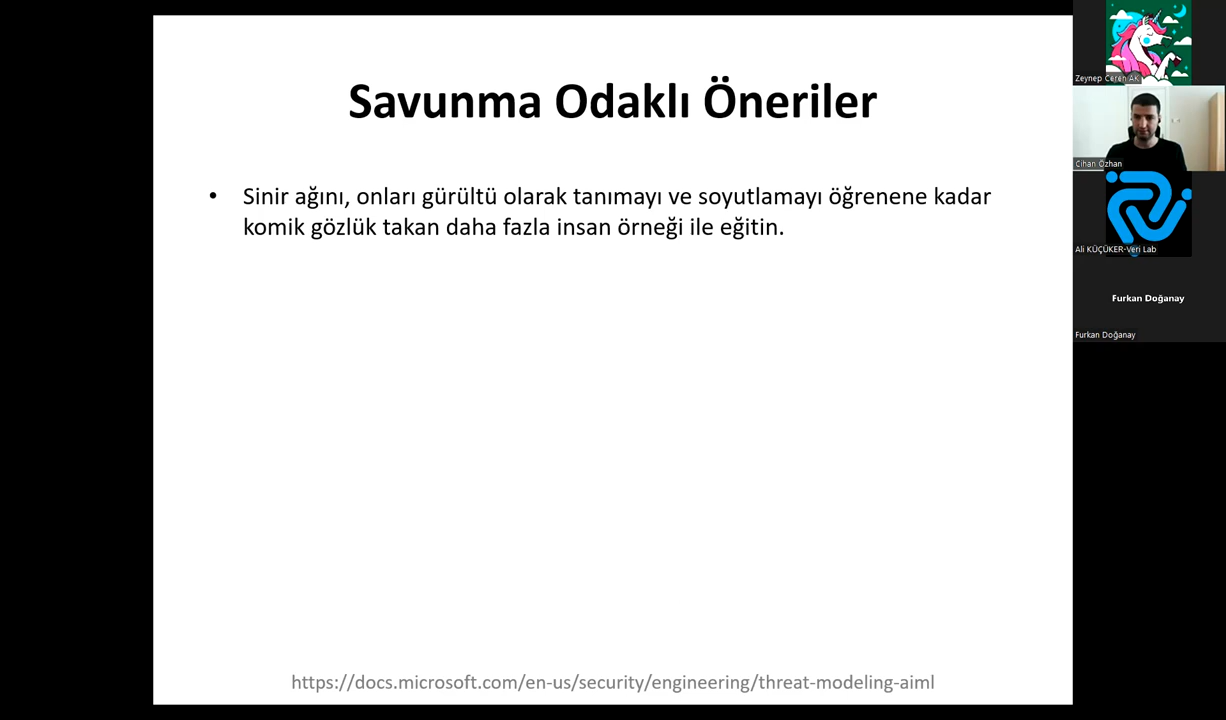 Savunma Odaklı Öneriler
• Sinir ağını, onları gürültü olarak tanımayı ve soyutlamayı öğrenene kadar
komik gözlük takan daha fazla insan örneği ile eğitin.
https://docs.microsoft.com/en-us/security/engineering/threat-modeling-aiml
Zeynep Ceren AK
Cihan Özhan
Ali KÜÇÜKER-Veri Lab
Furkan Doğanay
Furkan Doğanay